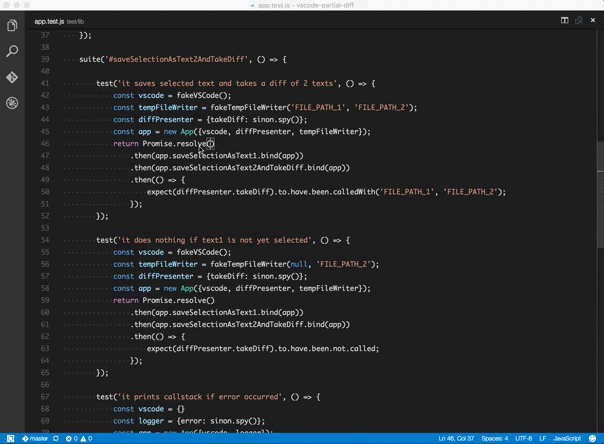 app.test.js - vscode-partial-diff
app.test.js test/lib
37 });
38
39 suite('#saveSelectionAsText2AndTakeDiff', () => {
40
41 test('it saves selected text and takes a diff of 2 texts', () => {
42 const vscode = fakeVSCode();
43 const tempFileWriter = fakeTempFileWriter('FILE_PATH_1', 'FILE_PATH_2');
44 const diffPresenter = {takeDiff: sinon.spy()};
45 const app = new App({vscode, diffPresenter, tempFileWriter});
46 return Promise.resolve()
47 .then(app.saveSelectionAsText1.bind(app))
48 .then(app.saveSelectionAsText2AndTakeDiff.bind(app))
49 .then(() => {
50 expect(diffPresenter.takeDiff).to.have.been.calledWith('FILE_PATH_1', 'FILE_PATH_2');
51 });
52 });
53
54 test('it does nothing if text1 is not yet selected', () => {
55 const vscode = fakeVSCode();
56 const tempFileWriter = fakeTempFileWriter(null, 'FILE_PATH_2');
57 const diffPresenter = {takeDiff: sinon.spy()};
58 const app = new App({vscode, diffPresenter, tempFileWriter});
59 return Promise.resolve()
60 .then(app.saveSelectionAsText1.bind(app))
61 .then(app.saveSelectionAsText2AndTakeDiff.bind(app))
62 .then(() => {
63 expect(diffPresenter.takeDiff).to.have.been.not.called;
64 });
65 });
66
67 test('it prints callstack if error occurred', () => {
68 const vscode = {}
69 const logger = {error: sinon.spy()};
70 const app = new App({vscode, logger});
master 0 0 Ln 46, Col 37 Spaces: 4 UTF-8 LF JavaScript